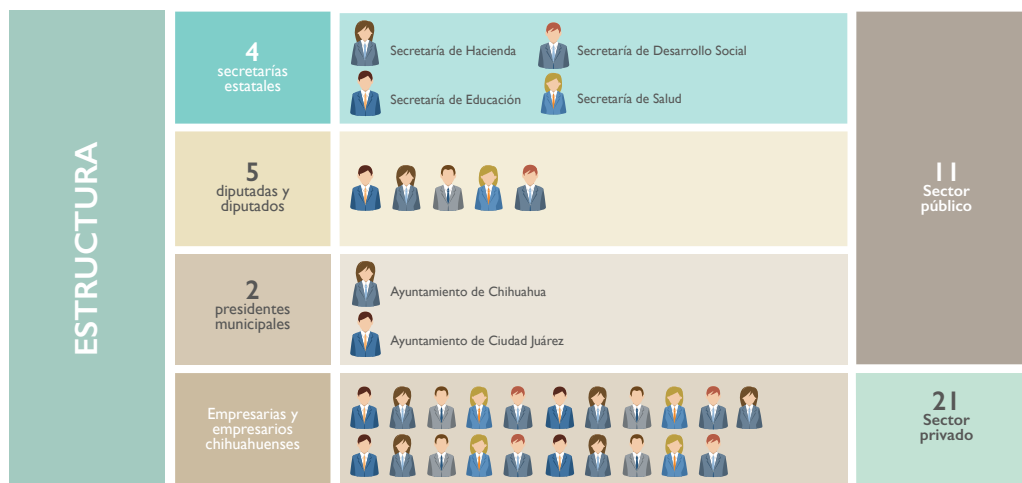 ESTRUCTURA
4
secretarías
estatales
Secretaría de Hacienda
Secretaría de Desarrollo Social
Secretaría de Educación
Secretaría de Salud
5
diputadas y
diputados
2
presidentes
municipales
Ayuntamiento de Chihuahua
Ayuntamiento de Ciudad Juárez
11
Sector
público
Empresarias y
empresarios
chihuahuenses
21
Sector
privado